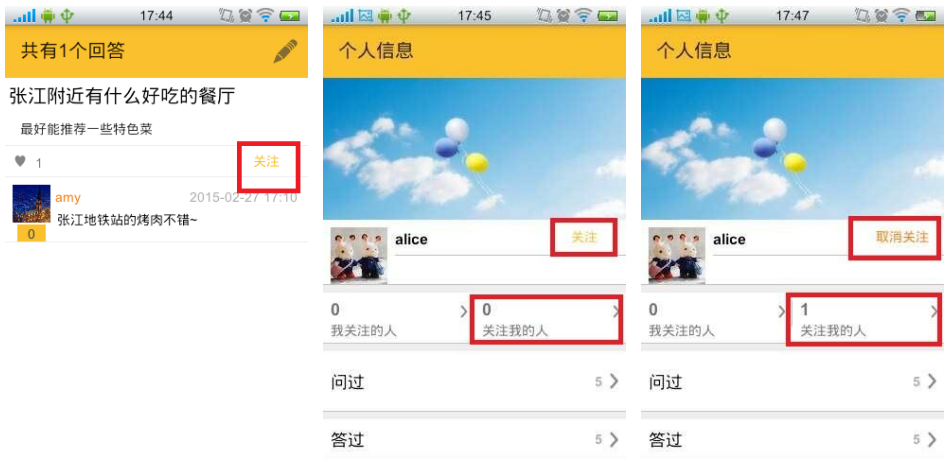 17:44
共有1个回答
张江附近有什么好吃的餐厅
最好能推荐一些特色菜
1
关注
amy
2015-02-27 17:10
张江地铁站的烤肉不错~
0
17:45
个人信息
alice
关注
0
0
我关注的人
关注我的人
问过
5
答过
5
17:47
个人信息
alice
取消关注
0
1
我关注的人
关注我的人
问过
5
答过
5